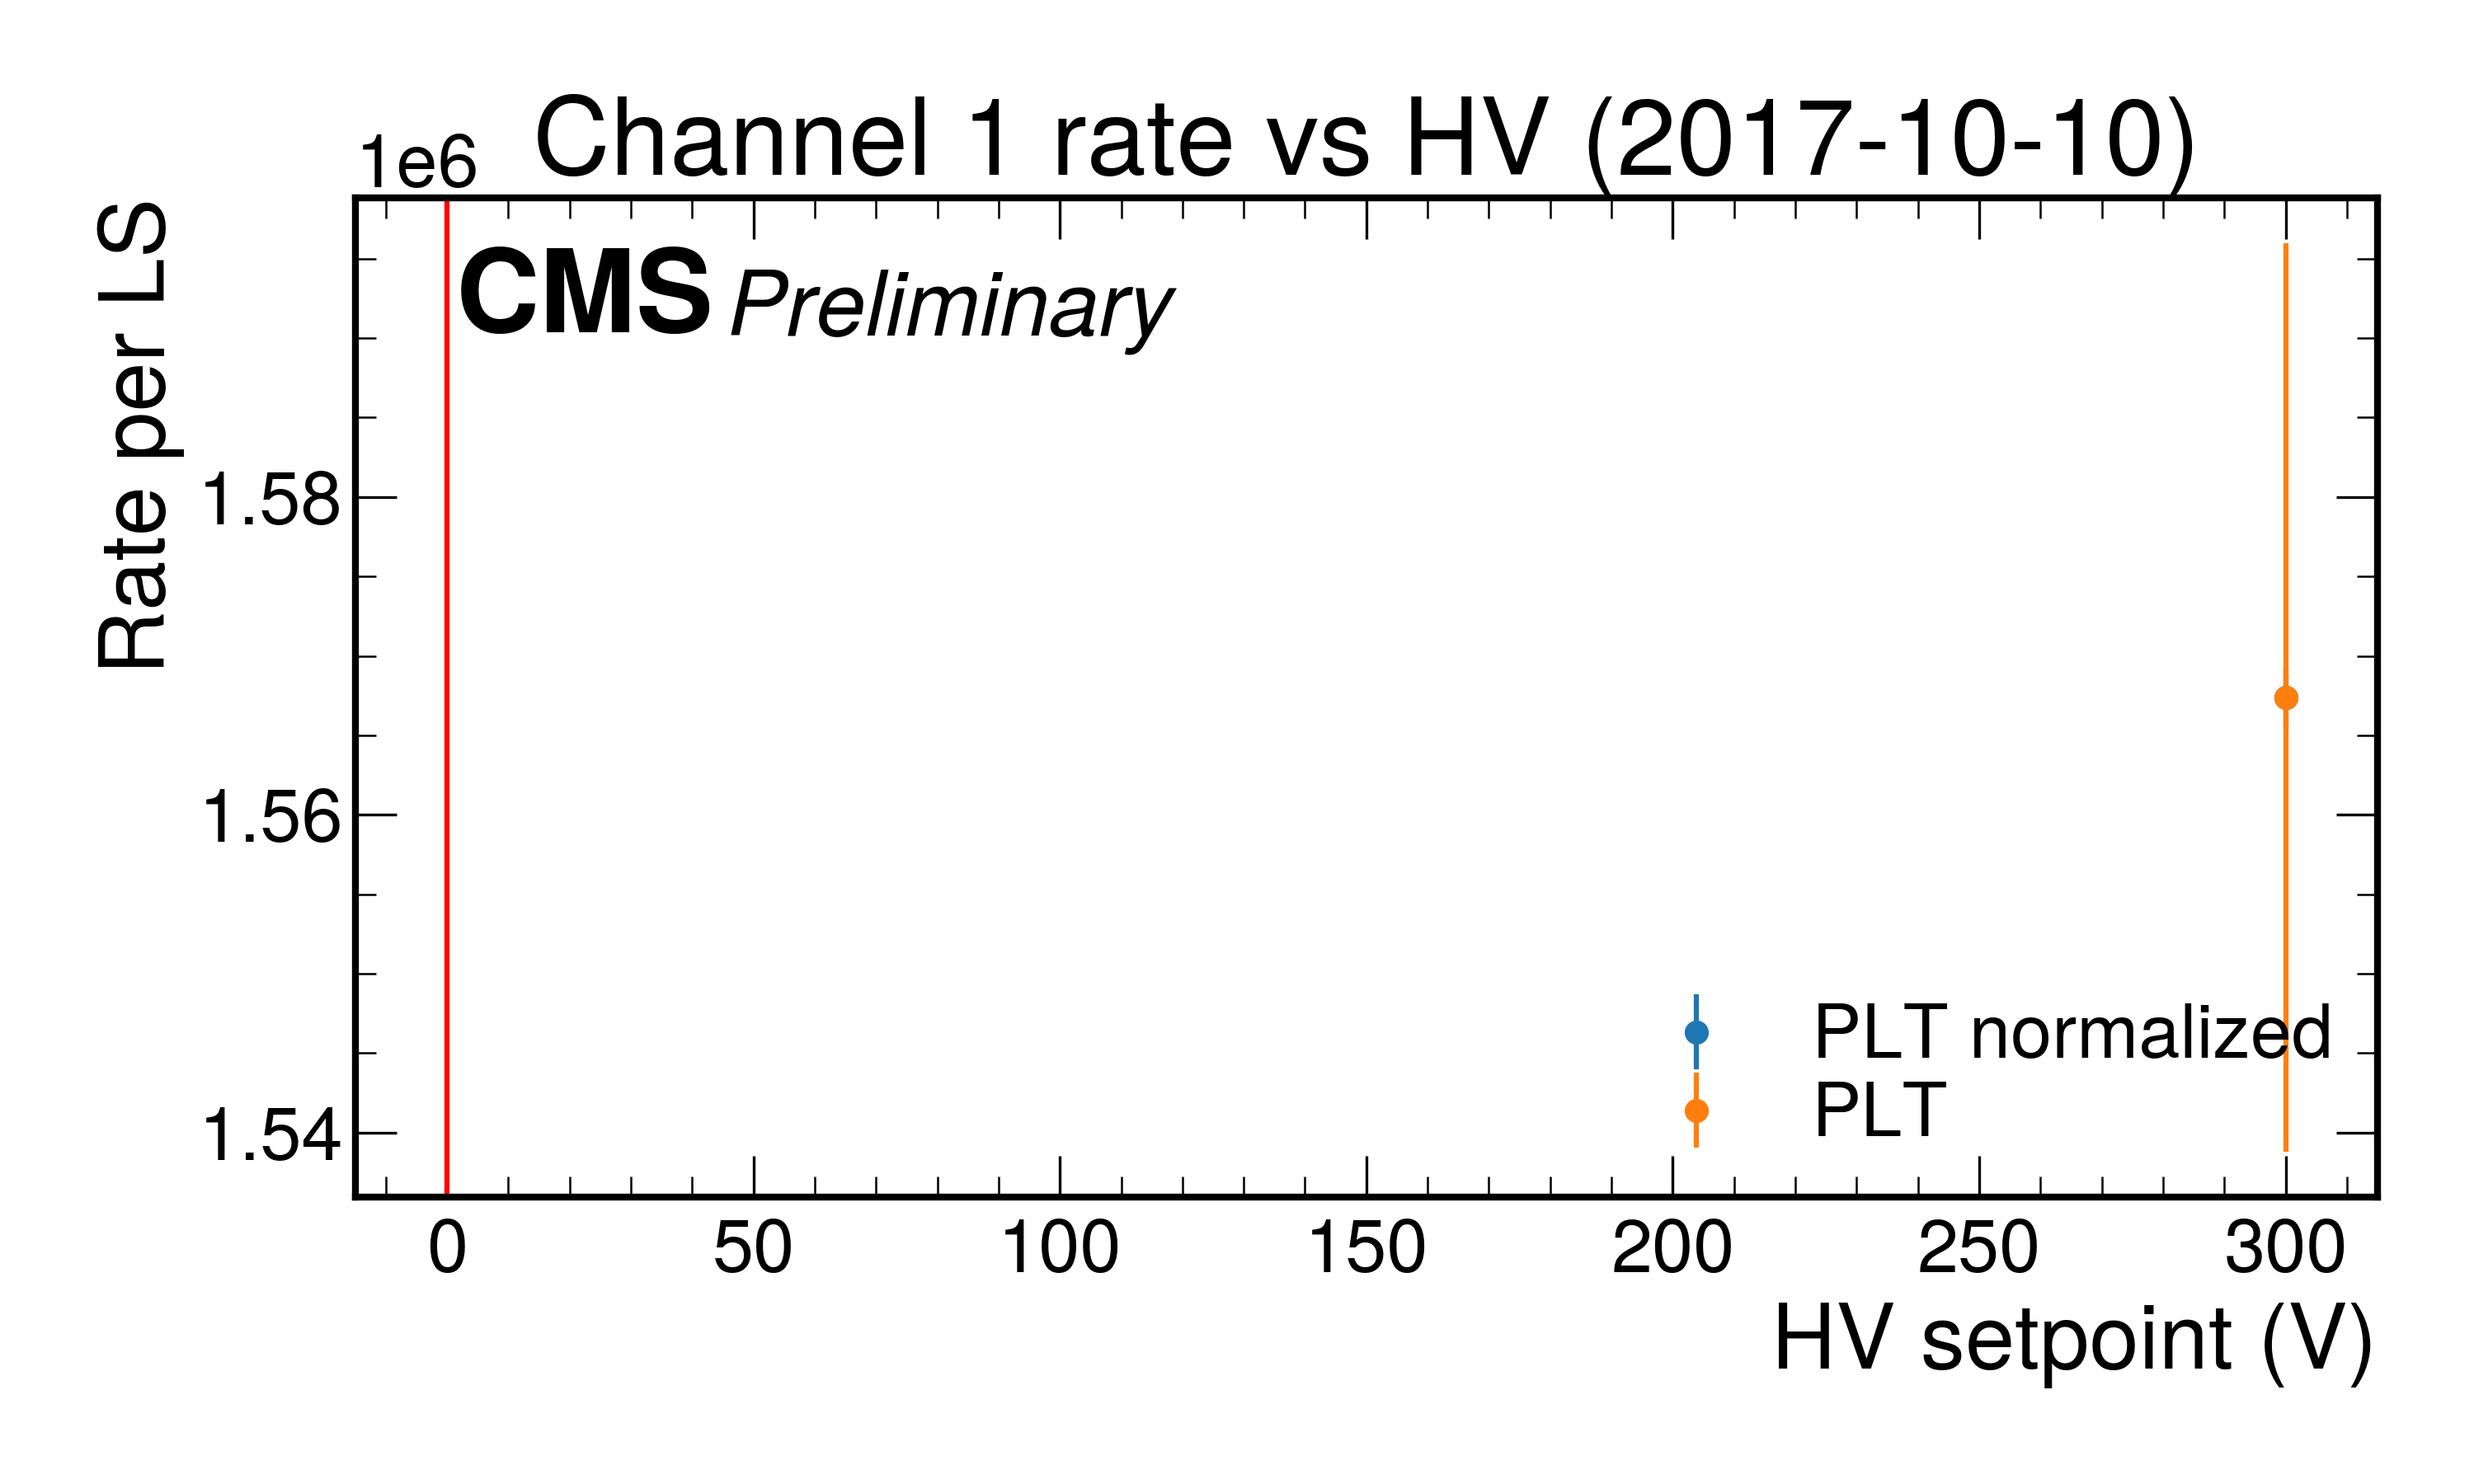 Channel 1 rate vs HV (2017-10-10)
1e6
CMS Preliminary
Rate per LS
1.58
1.56
1.54
PLT normalized
PLT
0 50 100 150 200 250 300
HV setpoint (V)